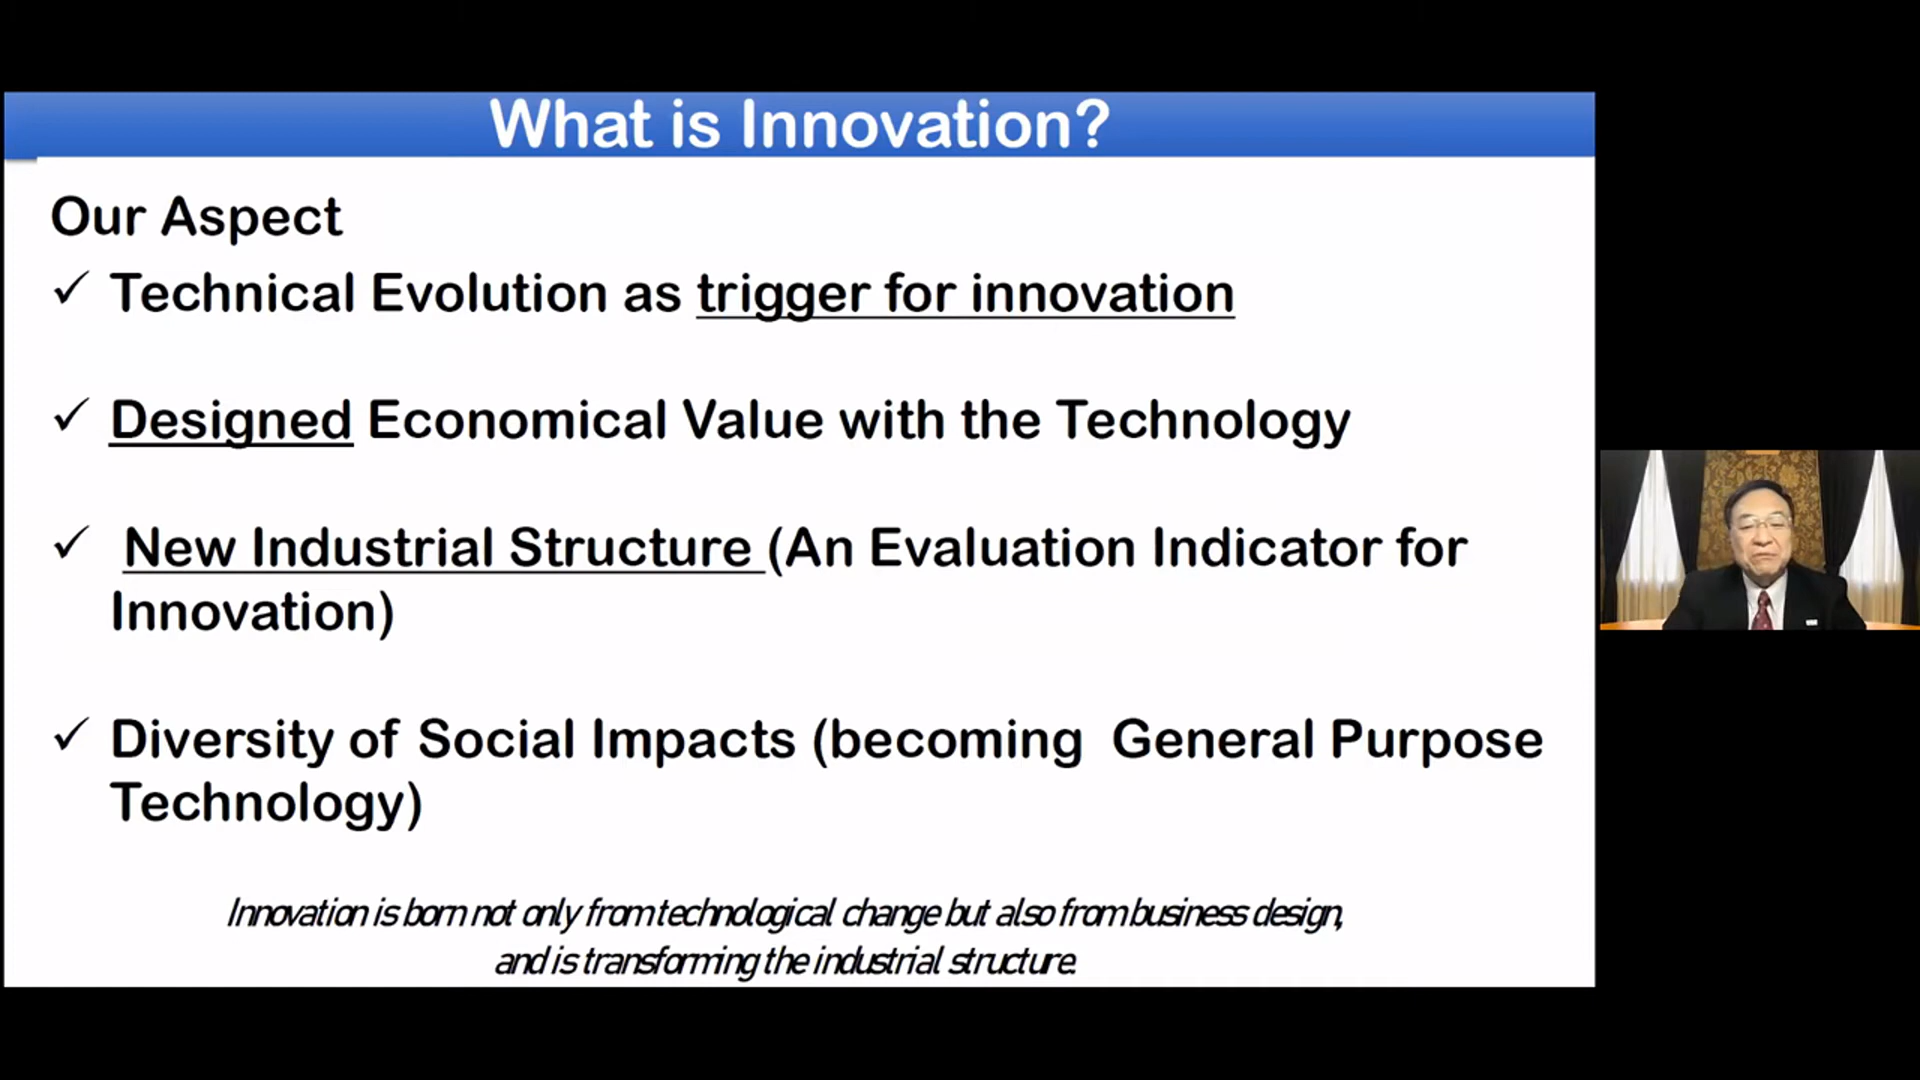 What is Innovation?
Our Aspect
✓ Technical Evolution as trigger for innovation
✓ Designed Economical Value with the Technology
✓ New Industrial Structure (An Evaluation Indicator for
Innovation)
✓ Diversity of Social Impacts (becoming General Purpose
Technology)
Innovation is born not only from technological change but also from business design,
and is transforming the industrial structure.